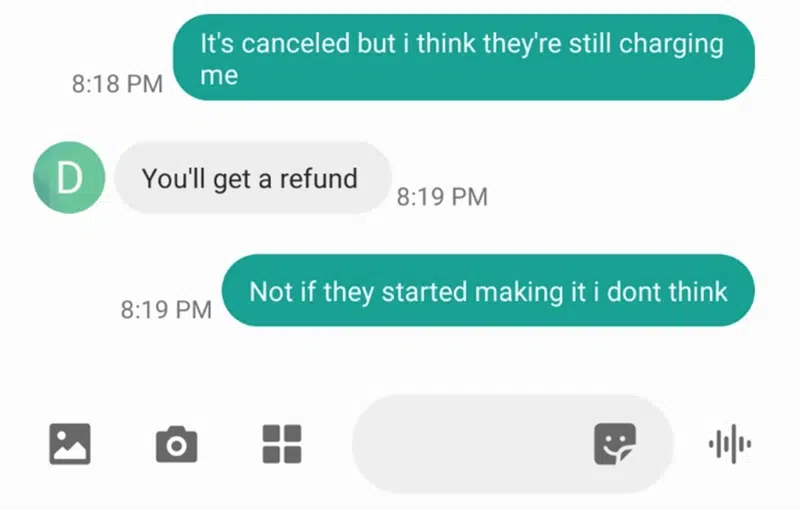 It's canceled but i think they're still charging
me
8:18 PM
D
You'll get a refund
8:19 PM
Not if they started making it i dont think
8:19 PM